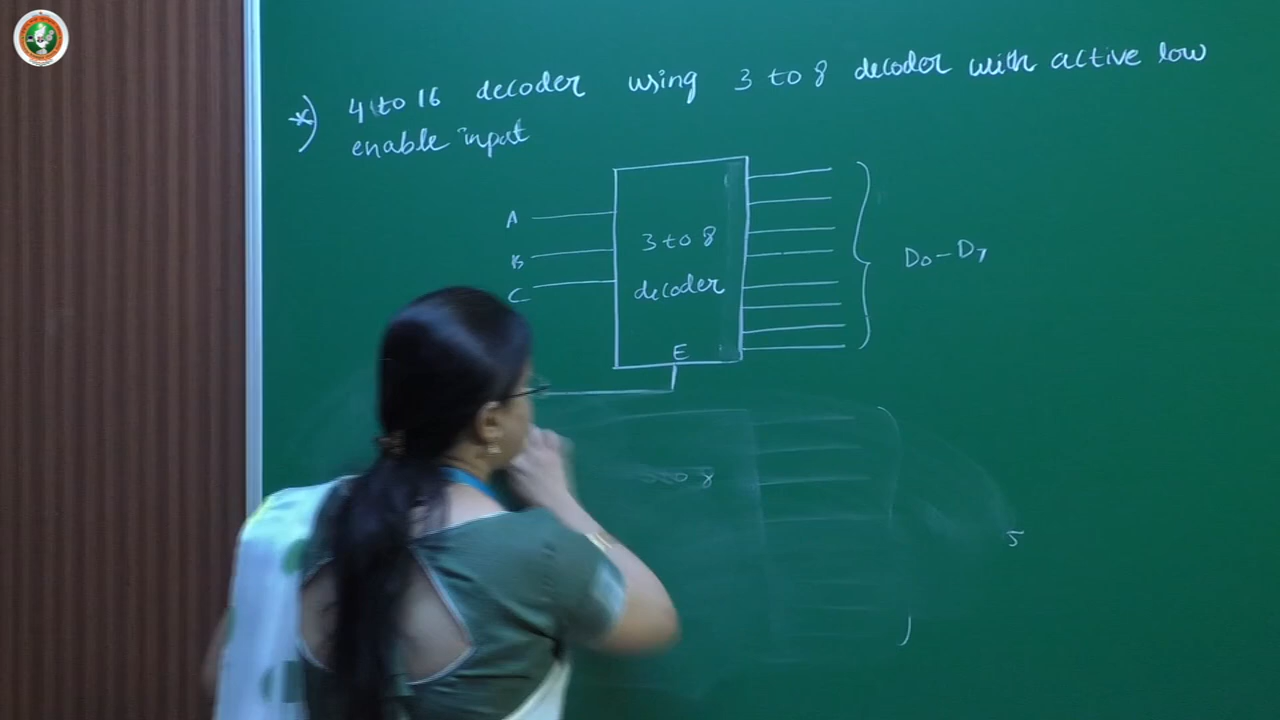 *) 4 to 16 decoder using 3 to 8 decoder with active low
enable input
A
B
C
3 to 8
decoder
E
D0 - D7